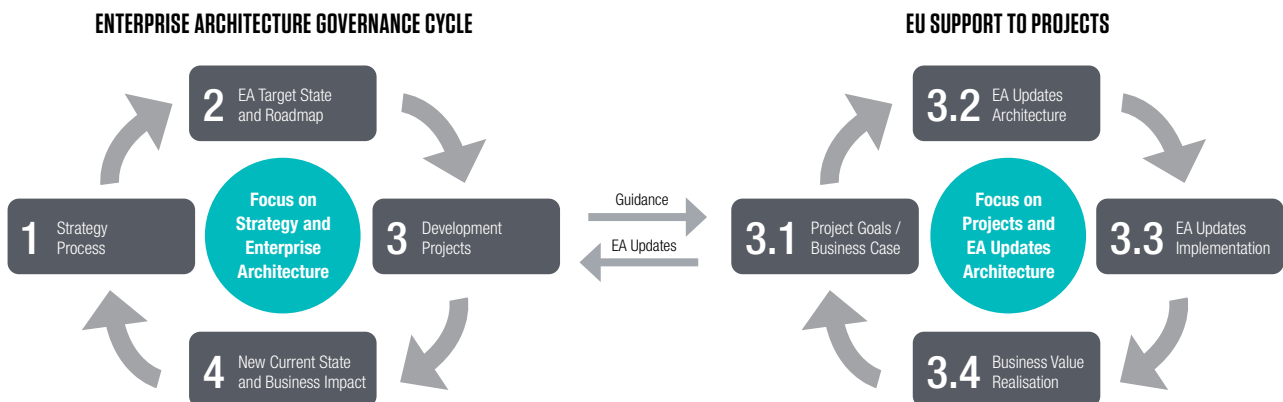 ENTERPRISE ARCHITECTURE GOVERNANCE CYCLE
2
EA Target State
and Roadmap
1
Strategy
Process
Focus on
Strategy and
Enterprise
Architecture
3
Development
Projects
4
New Current State
and Business Impact
Guidance
EA Updates
EU SUPPORT TO PROJECTS
3.2
EA Updates
Architecture
3.1
Project Goals /
Business Case
Focus on
Projects and
EA Updates
Architecture
3.3
EA Updates
Implementation
3.4
Business Value
Realisation